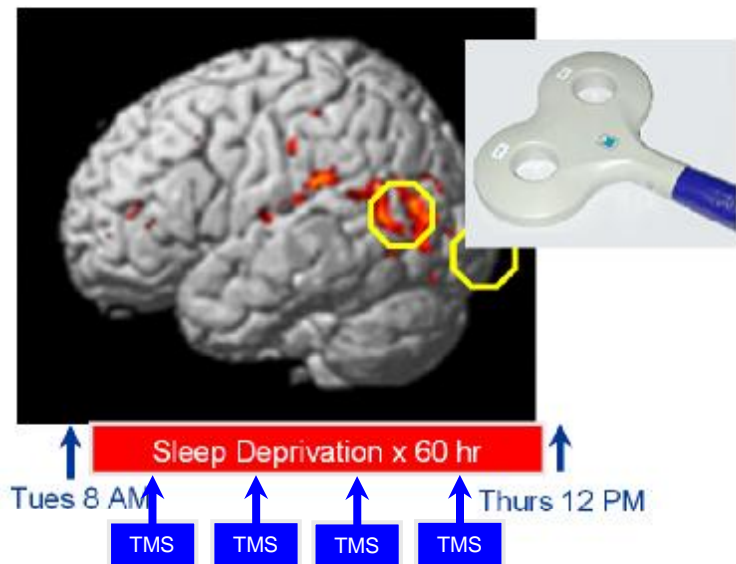 Sleep Deprivation x 60 hr
Tues 8 AM
Thurs 12 PM
TMS TMS TMS TMS